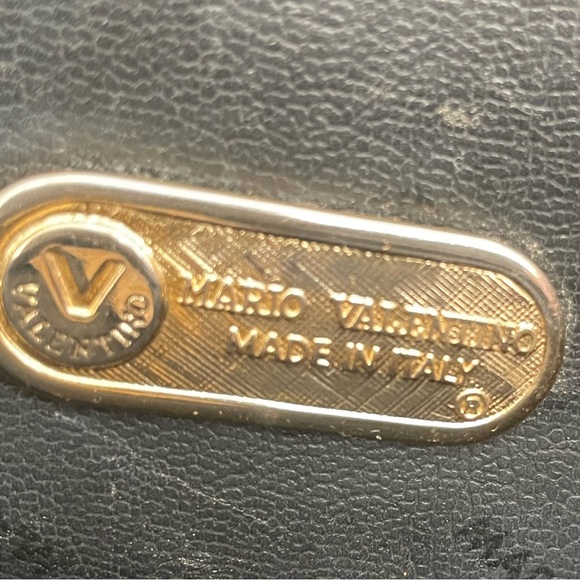 V
VALENTINO
MARIO VALENTINO
MADE IN ITALY
®